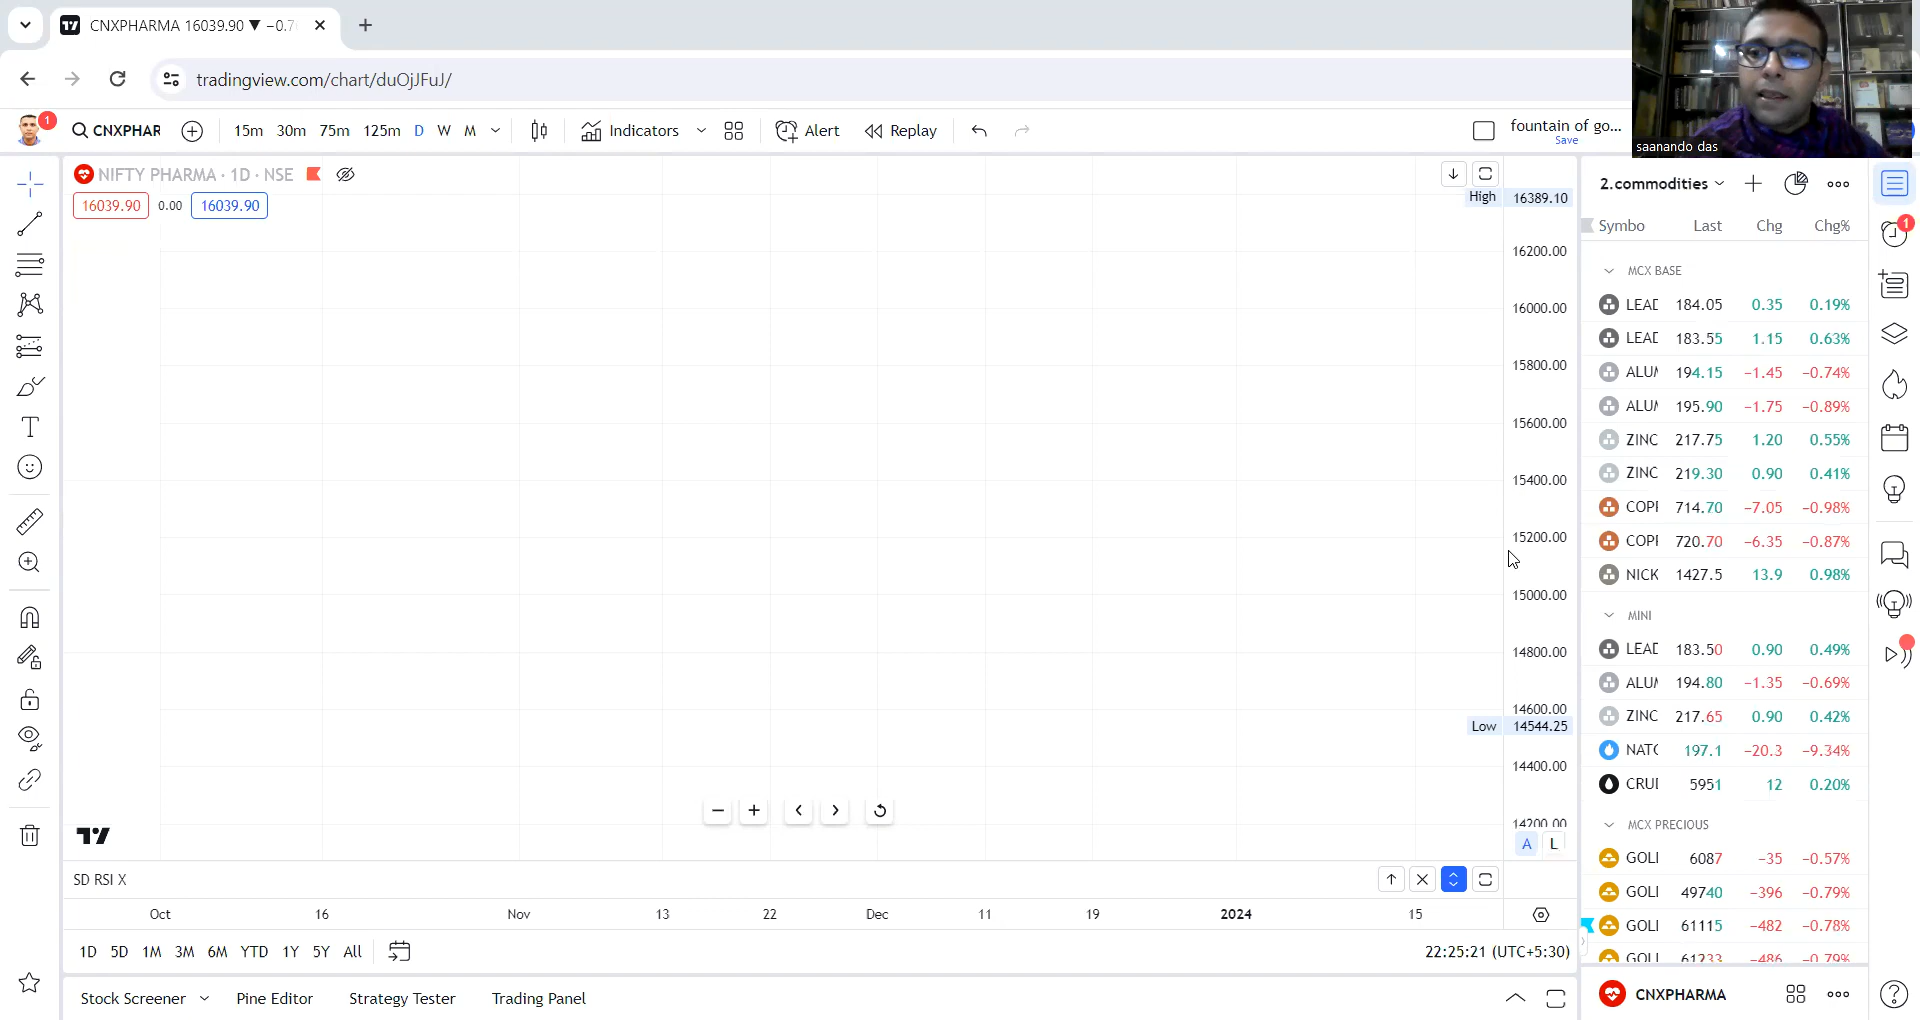 CNXPHARMA 16039.90 ▼ −0.7
tradingview.com/chart/duOjJFuJ/
saanando das
1
CNXPHAR
15m 30m 75m 125m D W M
Indicators
Alert
Replay
fountain of go...
Save
NIFTY PHARMA · 1D · NSE
16039.90 0.00 16039.90
High 16389.10
16200.00
16000.00
15800.00
15600.00
15400.00
15200.00
15000.00
14800.00
14600.00
Low 14544.25
14400.00
14200.00
A L
SD RSI X
Oct 16 Nov 13 22 Dec 11 19 2024 15
1D 5D 1M 3M 6M YTD 1Y 5Y All
22:25:21 (UTC+5:30)
Stock Screener Pine Editor Strategy Tester Trading Panel
2.commodities
Symbo Last Chg Chg%
1
MCX BASE
LEAD 184.05 0.35 0.19%
LEAD 183.55 1.15 0.63%
ALUM 194.15 −1.45 −0.74%
ALUM 195.90 −1.75 −0.89%
ZINC 217.75 1.20 0.55%
ZINC 219.30 0.90 0.41%
COPI 714.70 −7.05 −0.98%
COPI 720.70 −6.35 −0.87%
NICK 1427.5 13.9 0.98%
MINI
LEAD 183.50 0.90 0.49%
ALUM 194.80 −1.35 −0.69%
ZINC 217.65 0.90 0.42%
NATG 197.1 −20.3 −9.34%
CRUI 5951 12 0.20%
MCX PRECIOUS
GOLI 6087 −35 −0.57%
GOLI 49740 −396 −0.79%
GOLI 61115 −482 −0.78%
GOLI 61233 −486 −0.79%
CNXPHARMA